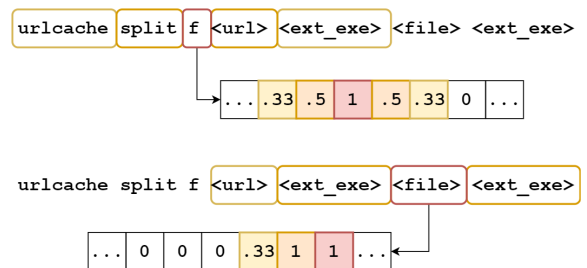 urlcache split f <url> <ext_exe> <file> <ext_exe>
... .33 .5 1 .5 .33 0 ...
urlcache split f <url> <ext_exe> <file> <ext_exe>
... 0 0 0 .33 1 1 ...